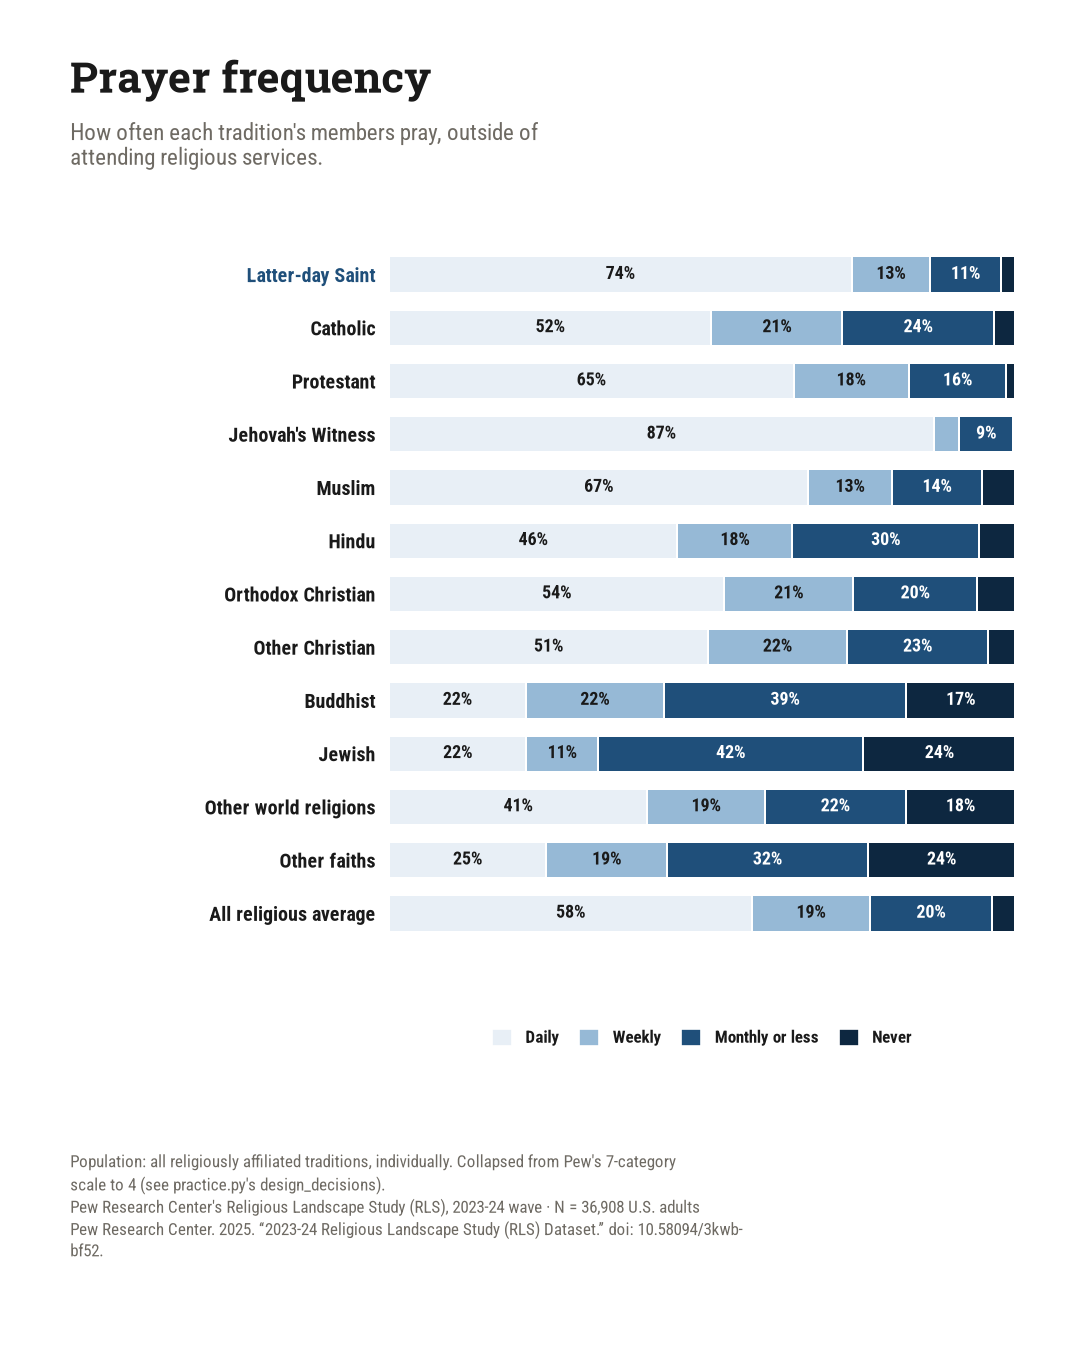 Prayer frequency
How often each tradition's members pray, outside of
attending religious services.
Latter-day Saint 74% 13% 11%
Catholic 52% 21% 24%
Protestant 65% 18% 16%
Jehovah's Witness 87% 9%
Muslim 67% 13% 14%
Hindu 46% 18% 30%
Orthodox Christian 54% 21% 20%
Other Christian 51% 22% 23%
Buddhist 22% 22% 39% 17%
Jewish 22% 11% 42% 24%
Other world religions 41% 19% 22% 18%
Other faiths 25% 19% 32% 24%
All religious average 58% 19% 20%
Daily Weekly Monthly or less Never
Population: all religiously affiliated traditions, individually. Collapsed from Pew's 7-category
scale to 4 (see practice.py's design_decisions).
Pew Research Center's Religious Landscape Study (RLS), 2023-24 wave · N = 36,908 U.S. adults
Pew Research Center. 2025. “2023-24 Religious Landscape Study (RLS) Dataset.” doi: 10.58094/3kwb-
bf52.